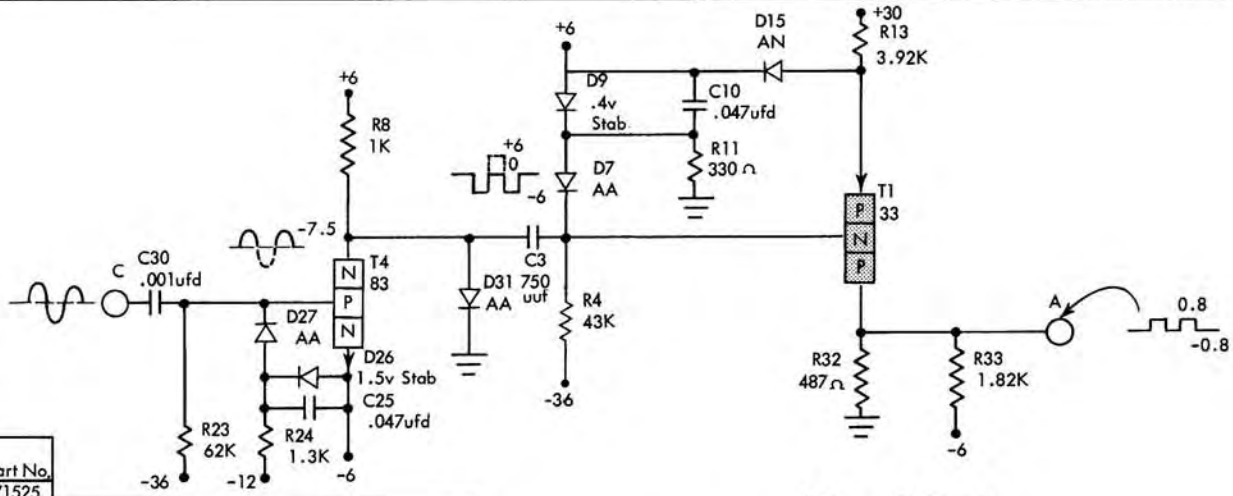 +6
R8
1K
+6
D9
.4v
Stab
C10
.047ufd
D15
AN
+30
R13
3.92K
+6
0
-6
D7
AA
R11
330 Ω
T1
33
P
N
P
-7.5
C
C30
.001ufd
N
P
N
T4
83
D27
AA
D26
1.5v Stab
C25
.047ufd
D31
AA
C3
750
uuf
R4
43K
-36
R23
62K
-36
R24
1.3K
-12
-6
A
0.8
-0.8
R32
487Ω
R33
1.82K
-6
art No.
71525